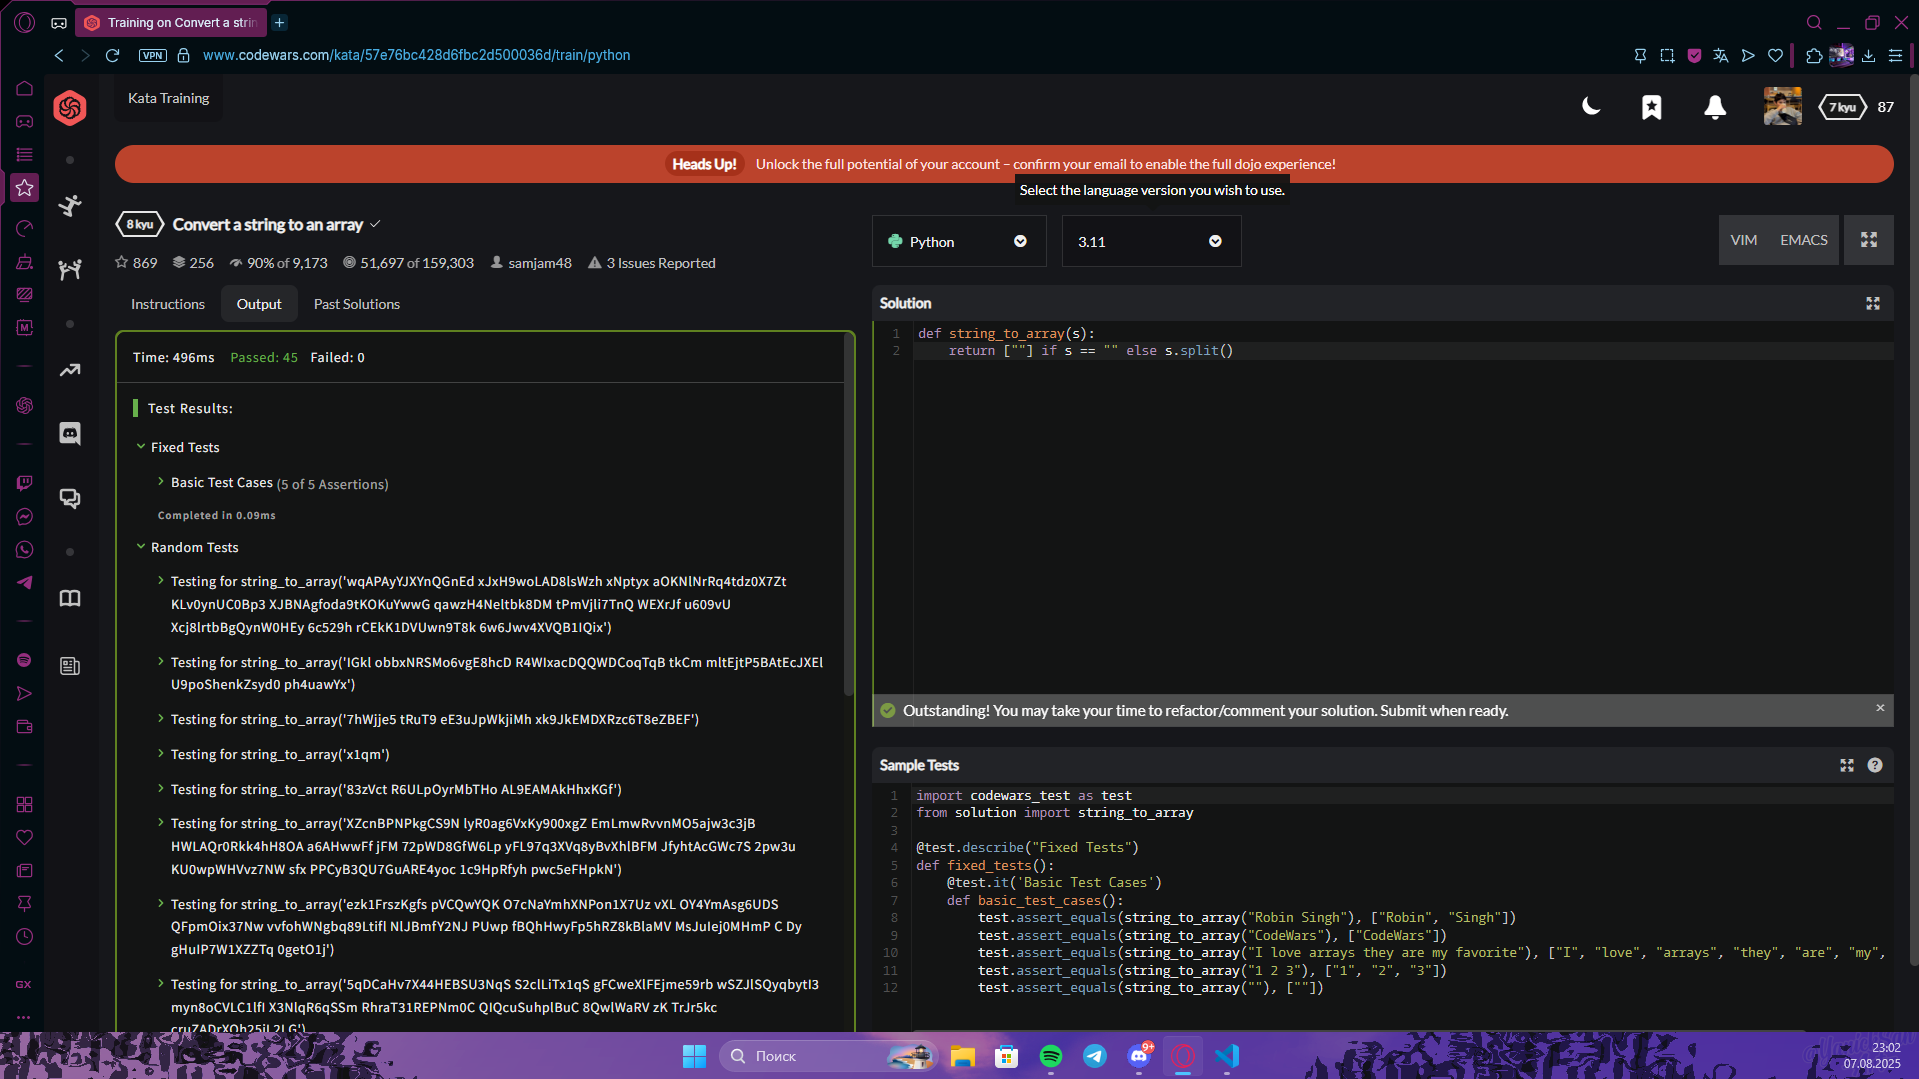 Training on Convert a strin
VPN
www.codewars.com/kata/57e76bc428d6fbc2d500036d/train/python
Kata Training
7 kyu
87
Heads Up!
Unlock the full potential of your account – confirm your email to enable the full dojo experience!
Select the language version you wish to use.
8 kyu
Convert a string to an array
Python
3.11
VIM
EMACS
869
256
90% of 9,173
51,697 of 159,303
samjam48
3 Issues Reported
Instructions
Output
Past Solutions
Time: 496ms Passed: 45 Failed: 0
Test Results:
Fixed Tests
Basic Test Cases (5 of 5 Assertions)
Completed in 0.09ms
Random Tests
Testing for string_to_array('wqAPAyYJXYnQGnEd xJxH9woLAD8lsWzh xNptyx aOKNlNrRq4tdz0X7Zt
KLv0ynUC0Bp3 XJBNAgfoda9tKOKuYwwG qawzH4Neltbk8DM tPmVjli7TnQ WEXrJf u609vU
Xcj8lrtbBgQynW0HEy 6c529h rCEkK1DVUwn9T8k 6w6Jwv4XVQB1IQix')
Testing for string_to_array('IGkl obbxNRSMo6vgE8hcD R4WIxacDQQWDCoqTqB tkCm mltEjtP5BAtEcJXEl
U9poShenkZsyd0 ph4uawYx')
Testing for string_to_array('7hWjje5 tRuT9 eE3uJpWkjiMh xk9JkEMDXRzc6T8eZBEF')
Testing for string_to_array('x1qm')
Testing for string_to_array('83zVct R6ULpOyrMbTHo AL9EAMAkHhxKGf')
Testing for string_to_array('XZcnBPNPkgCS9N lyR0ag6VxKy900xgZ EmLmwRvvnMO5ajw3c3jB
HWLAQr0Rkk4hH8OA a6AHwwFf jFM 72pWD8GfW6Lp yFL97q3XVq8yBvXhlBFM JfyhtAcGWc7S 2pw3u
KU0wpWHVvz7NW sfx PPCyB3QU7GuARE4yoc 1c9HpRfyh pwc5eFHpkN')
Testing for string_to_array('ezk1FrszKgfs pVCQwYQK O7cNaYmhXNPon1X7Uz vXL OY4YmAsg6UDS
QFpmOix37Nw vvfohWNgbq89Ltifl NlJBmfY2NJ PUwp fBQhHwyFp5hRZ8kBlaMV MsJuIej0MHmP C Dy
gHuIP7W1XZZTq 0getO1j')
Testing for string_to_array('5qDCaHv7X44HEBSU3NqS S2clLiTx1qS gFCweXlFEjme59rb wSZJlSQyqbytI3
myn8oCVLC1lfl X3NlqR6qSSm RhraT31REPNm0C QIQcuSuhplBuC 8QwlWaRV zK TrJr5kc
cruZADrXOh25iL2LG')
Solution
1 def string_to_array(s):
2 return [""] if s == "" else s.split()
Outstanding! You may take your time to refactor/comment your solution. Submit when ready.
Sample Tests
1 import codewars_test as test
2 from solution import string_to_array
3
4 @test.describe("Fixed Tests")
5 def fixed_tests():
6 @test.it('Basic Test Cases')
7 def basic_test_cases():
8 test.assert_equals(string_to_array("Robin Singh"), ["Robin", "Singh"])
9 test.assert_equals(string_to_array("CodeWars"), ["CodeWars"])
10 test.assert_equals(string_to_array("I love arrays they are my favorite"), ["I", "love", "arrays", "they", "are", "my",
11 test.assert_equals(string_to_array("1 2 3"), ["1", "2", "3"])
12 test.assert_equals(string_to_array(""), [""])
GX
Поиск
9+
23:02
07.08.2025